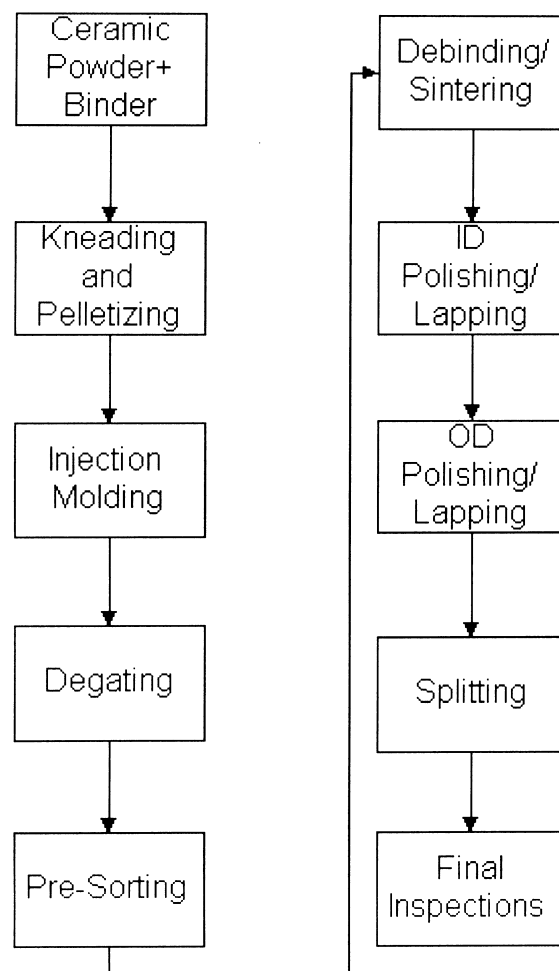 Ceramic
Powder+
Binder
Kneading
and
Pelletizing
Injection
Molding
Degating
Pre-Sorting
Debinding/
Sintering
ID
Polishing/
Lapping
OD
Polishing/
Lapping
Splitting
Final
Inspections